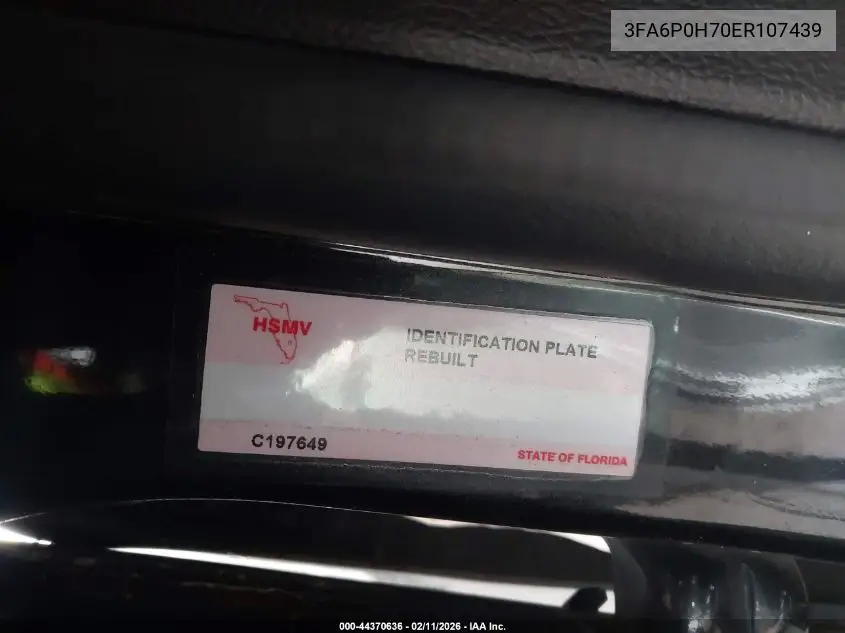 3FA6P0H70ER107439
HSMV
IDENTIFICATION PLATE
REBUILT
C197649
STATE OF FLORIDA
000-44370636 - 02/11/2026 - IAA Inc.